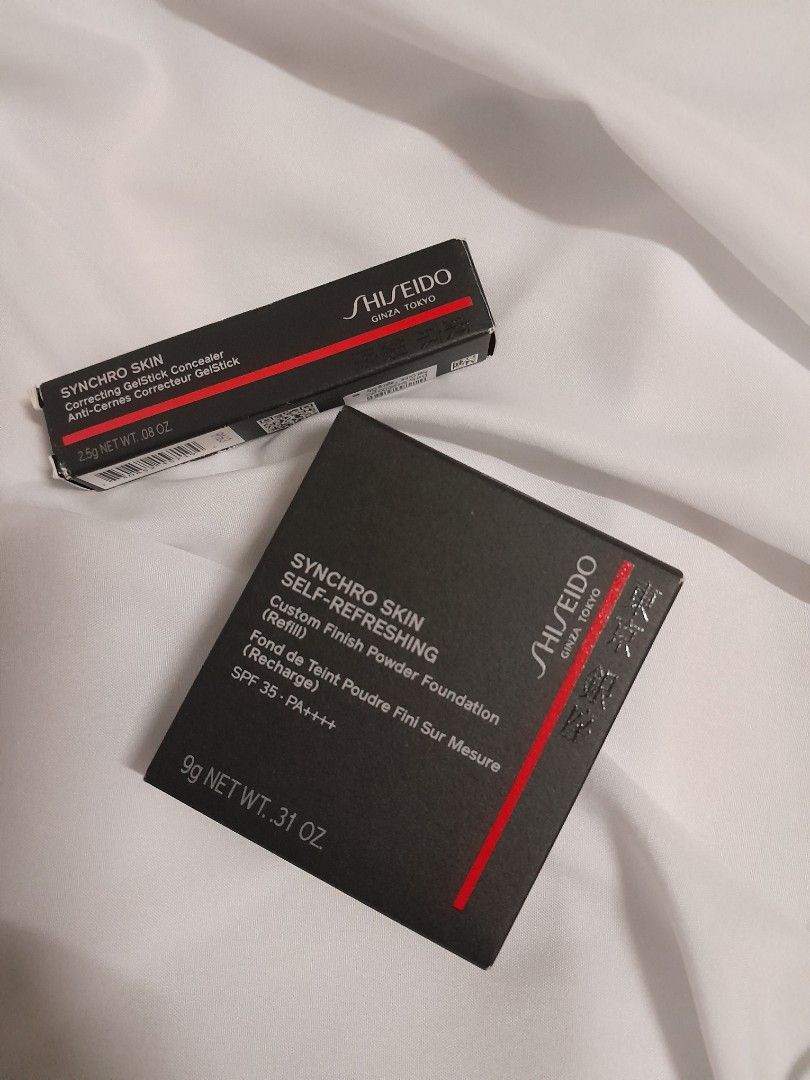 SHISEIDO
GINZA TOKYO
SYNCHRO SKIN
Correcting GelStick Concealer
Anti-Cernes Correcteur GelStick
2.5g NET WT. .08 OZ.
SYNCHRO SKIN
SELF-REFRESHING
Custom Finish Powder Foundation
(Refill)
Fond de Teint Poudre Fini Sur Mesure
(Recharge)
SPF 35 · PA++++
9g NET WT. .31 OZ.
SHISEIDO
GINZA TOKYO